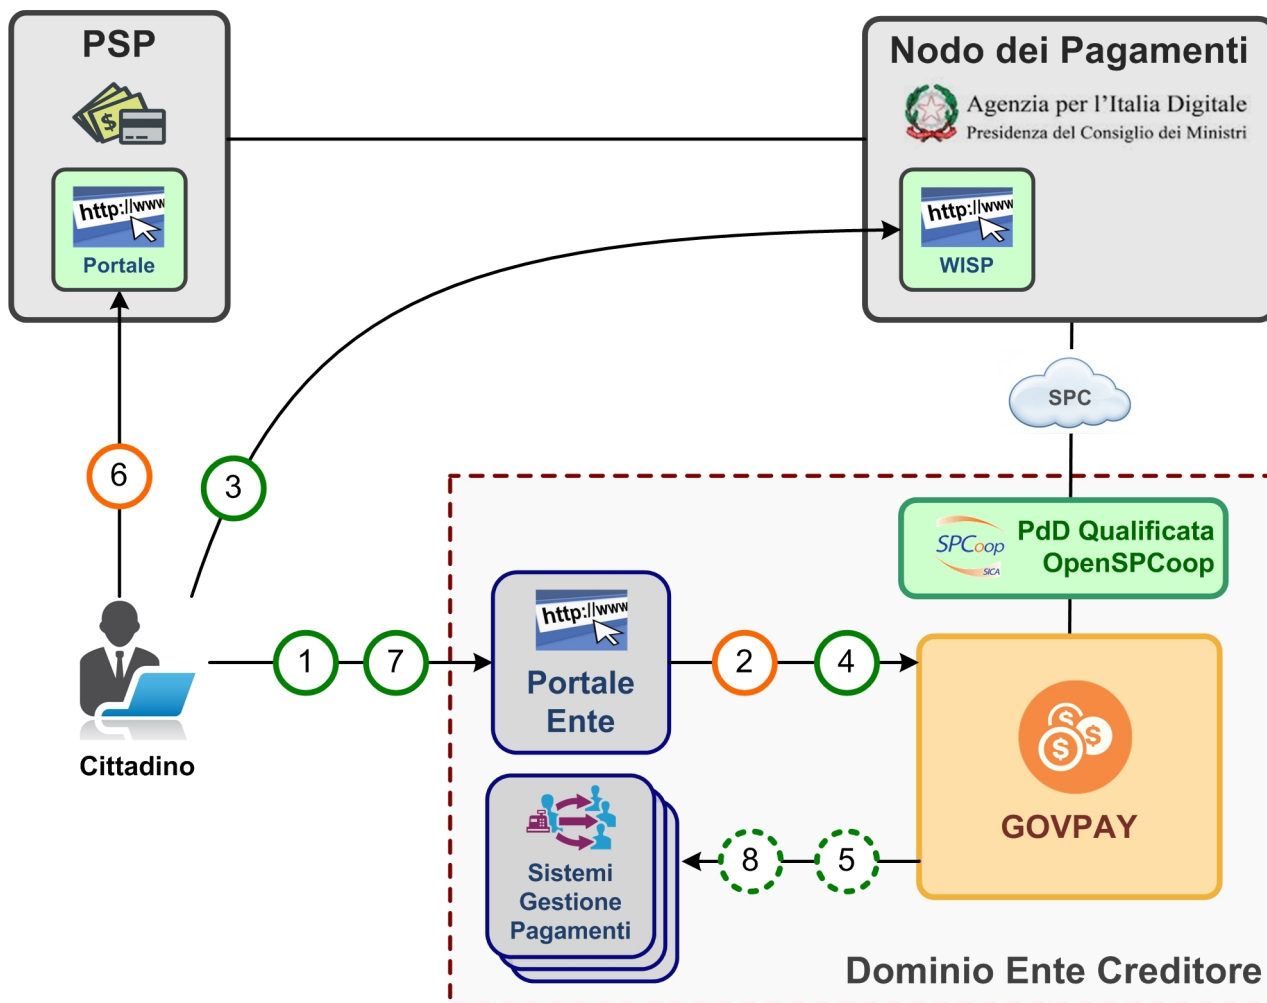 PSP
Nodo dei Pagamenti
Agenzia per l'Italia Digitale
Presidenza del Consiglio dei Ministri
$
http://www
Portale
http://www
WISP
SPC
6
3
SPCoop
SICA
PdD Qualificata
OpenSPCoop
http://www
1
7
2
4
Portale
Ente
Cittadino
$
$
$
GOVPAY
8
5
Sistemi
Gestione
Pagamenti
Dominio Ente Creditore